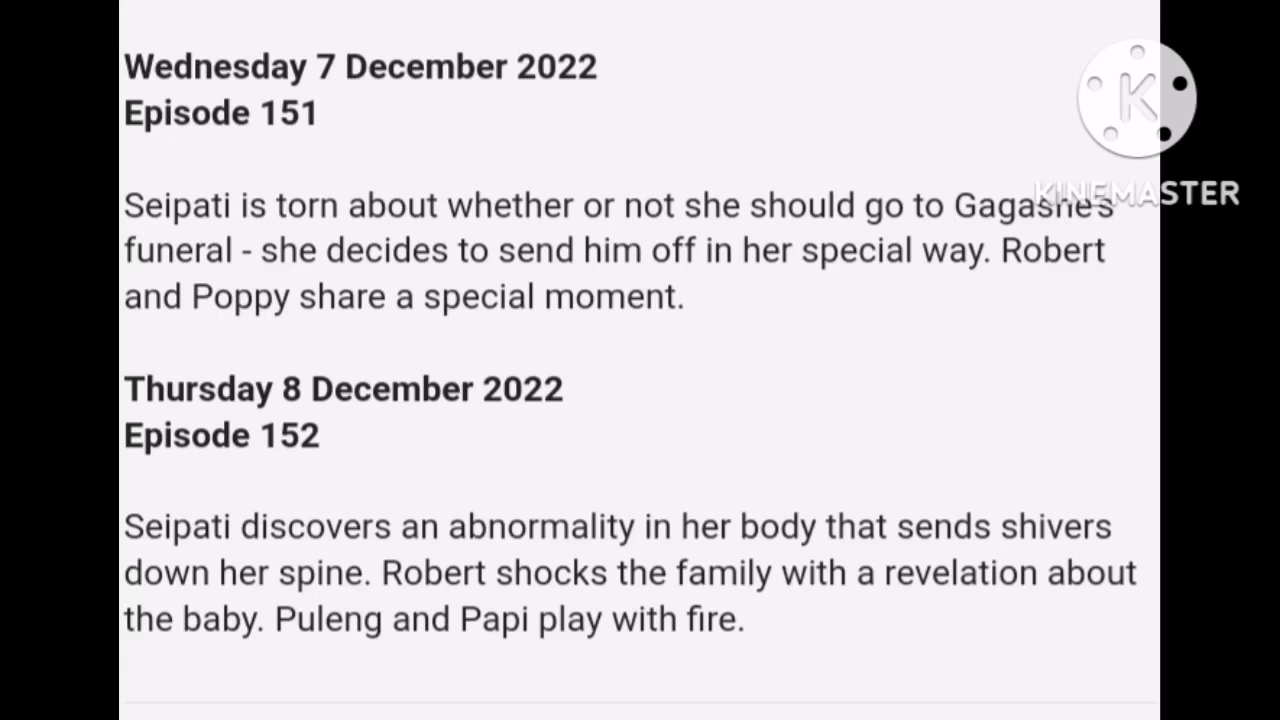 Wednesday 7 December 2022
Episode 151
Seipati is torn about whether or not she should go to Gagashe's
funeral - she decides to send him off in her special way. Robert
and Poppy share a special moment.
Thursday 8 December 2022
Episode 152
Seipati discovers an abnormality in her body that sends shivers
down her spine. Robert shocks the family with a revelation about
the baby. Puleng and Papi play with fire.
K
KINEMASTER